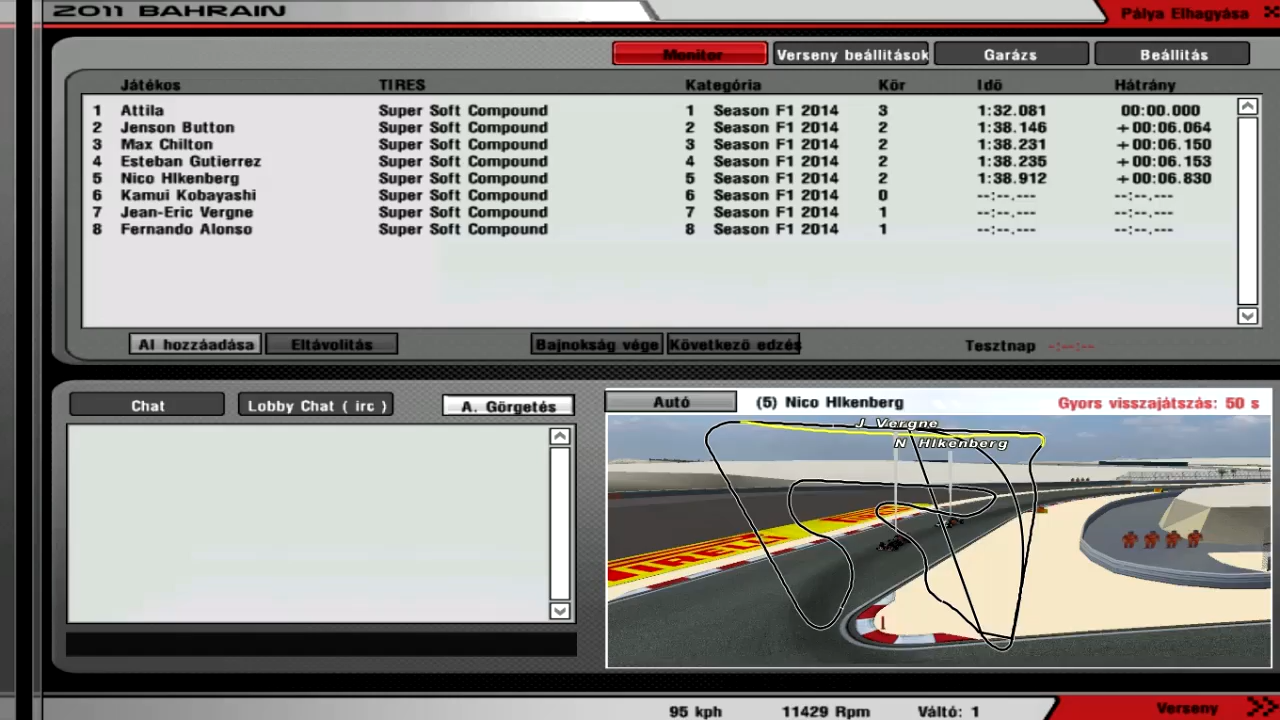 2011 BAHRAIN
Pálya Elhagyása
Monitor Verseny beállitások Garázs Beállítás
Játékos TIRES Kategória Kör Idõ Hátrány
1 Attila Super Soft Compound 1 Season F1 2014 3 1:32.081 00:00.000
2 Jenson Button Super Soft Compound 2 Season F1 2014 2 1:38.146 +00:06.064
3 Max Chilton Super Soft Compound 3 Season F1 2014 2 1:38.231 +00:06.150
4 Esteban Gutierrez Super Soft Compound 4 Season F1 2014 2 1:38.235 +00:06.153
5 Nico Hlkenberg Super Soft Compound 5 Season F1 2014 2 1:38.912 +00:06.830
6 Kamui Kobayashi Super Soft Compound 6 Season F1 2014 0 --:--.--- --:--.---
7 Jean-Eric Vergne Super Soft Compound 7 Season F1 2014 1 --:--.--- --:--.---
8 Fernando Alonso Super Soft Compound 8 Season F1 2014 1 --:--.--- --:--.---
AI hozzáadása Eltávolitás Bajnokság vége Következõ edzés Tesztnap -:--:--
Chat Lobby Chat ( irc ) A. Görgetés Autó (5) Nico Hlkenberg Gyors visszajátszás: 50 s
J Vergne
N Hlkenberg
PIRELLI
95 kph 11429 Rpm Váltó: 1 Verseny